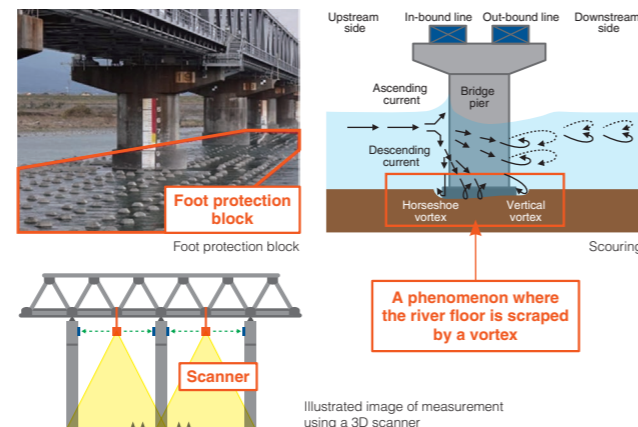 Foot protection
block
Foot protection block
Upstream
side
In-bound line
Out-bound line
Downstream
side
Ascending
current
Bridge
pier
Descending
current
Horseshoe
vortex
Vertical
vortex
Scouring
A phenomenon where
the river floor is scraped
by a vortex
Scanner
Illustrated image of measurement
using a 3D scanner